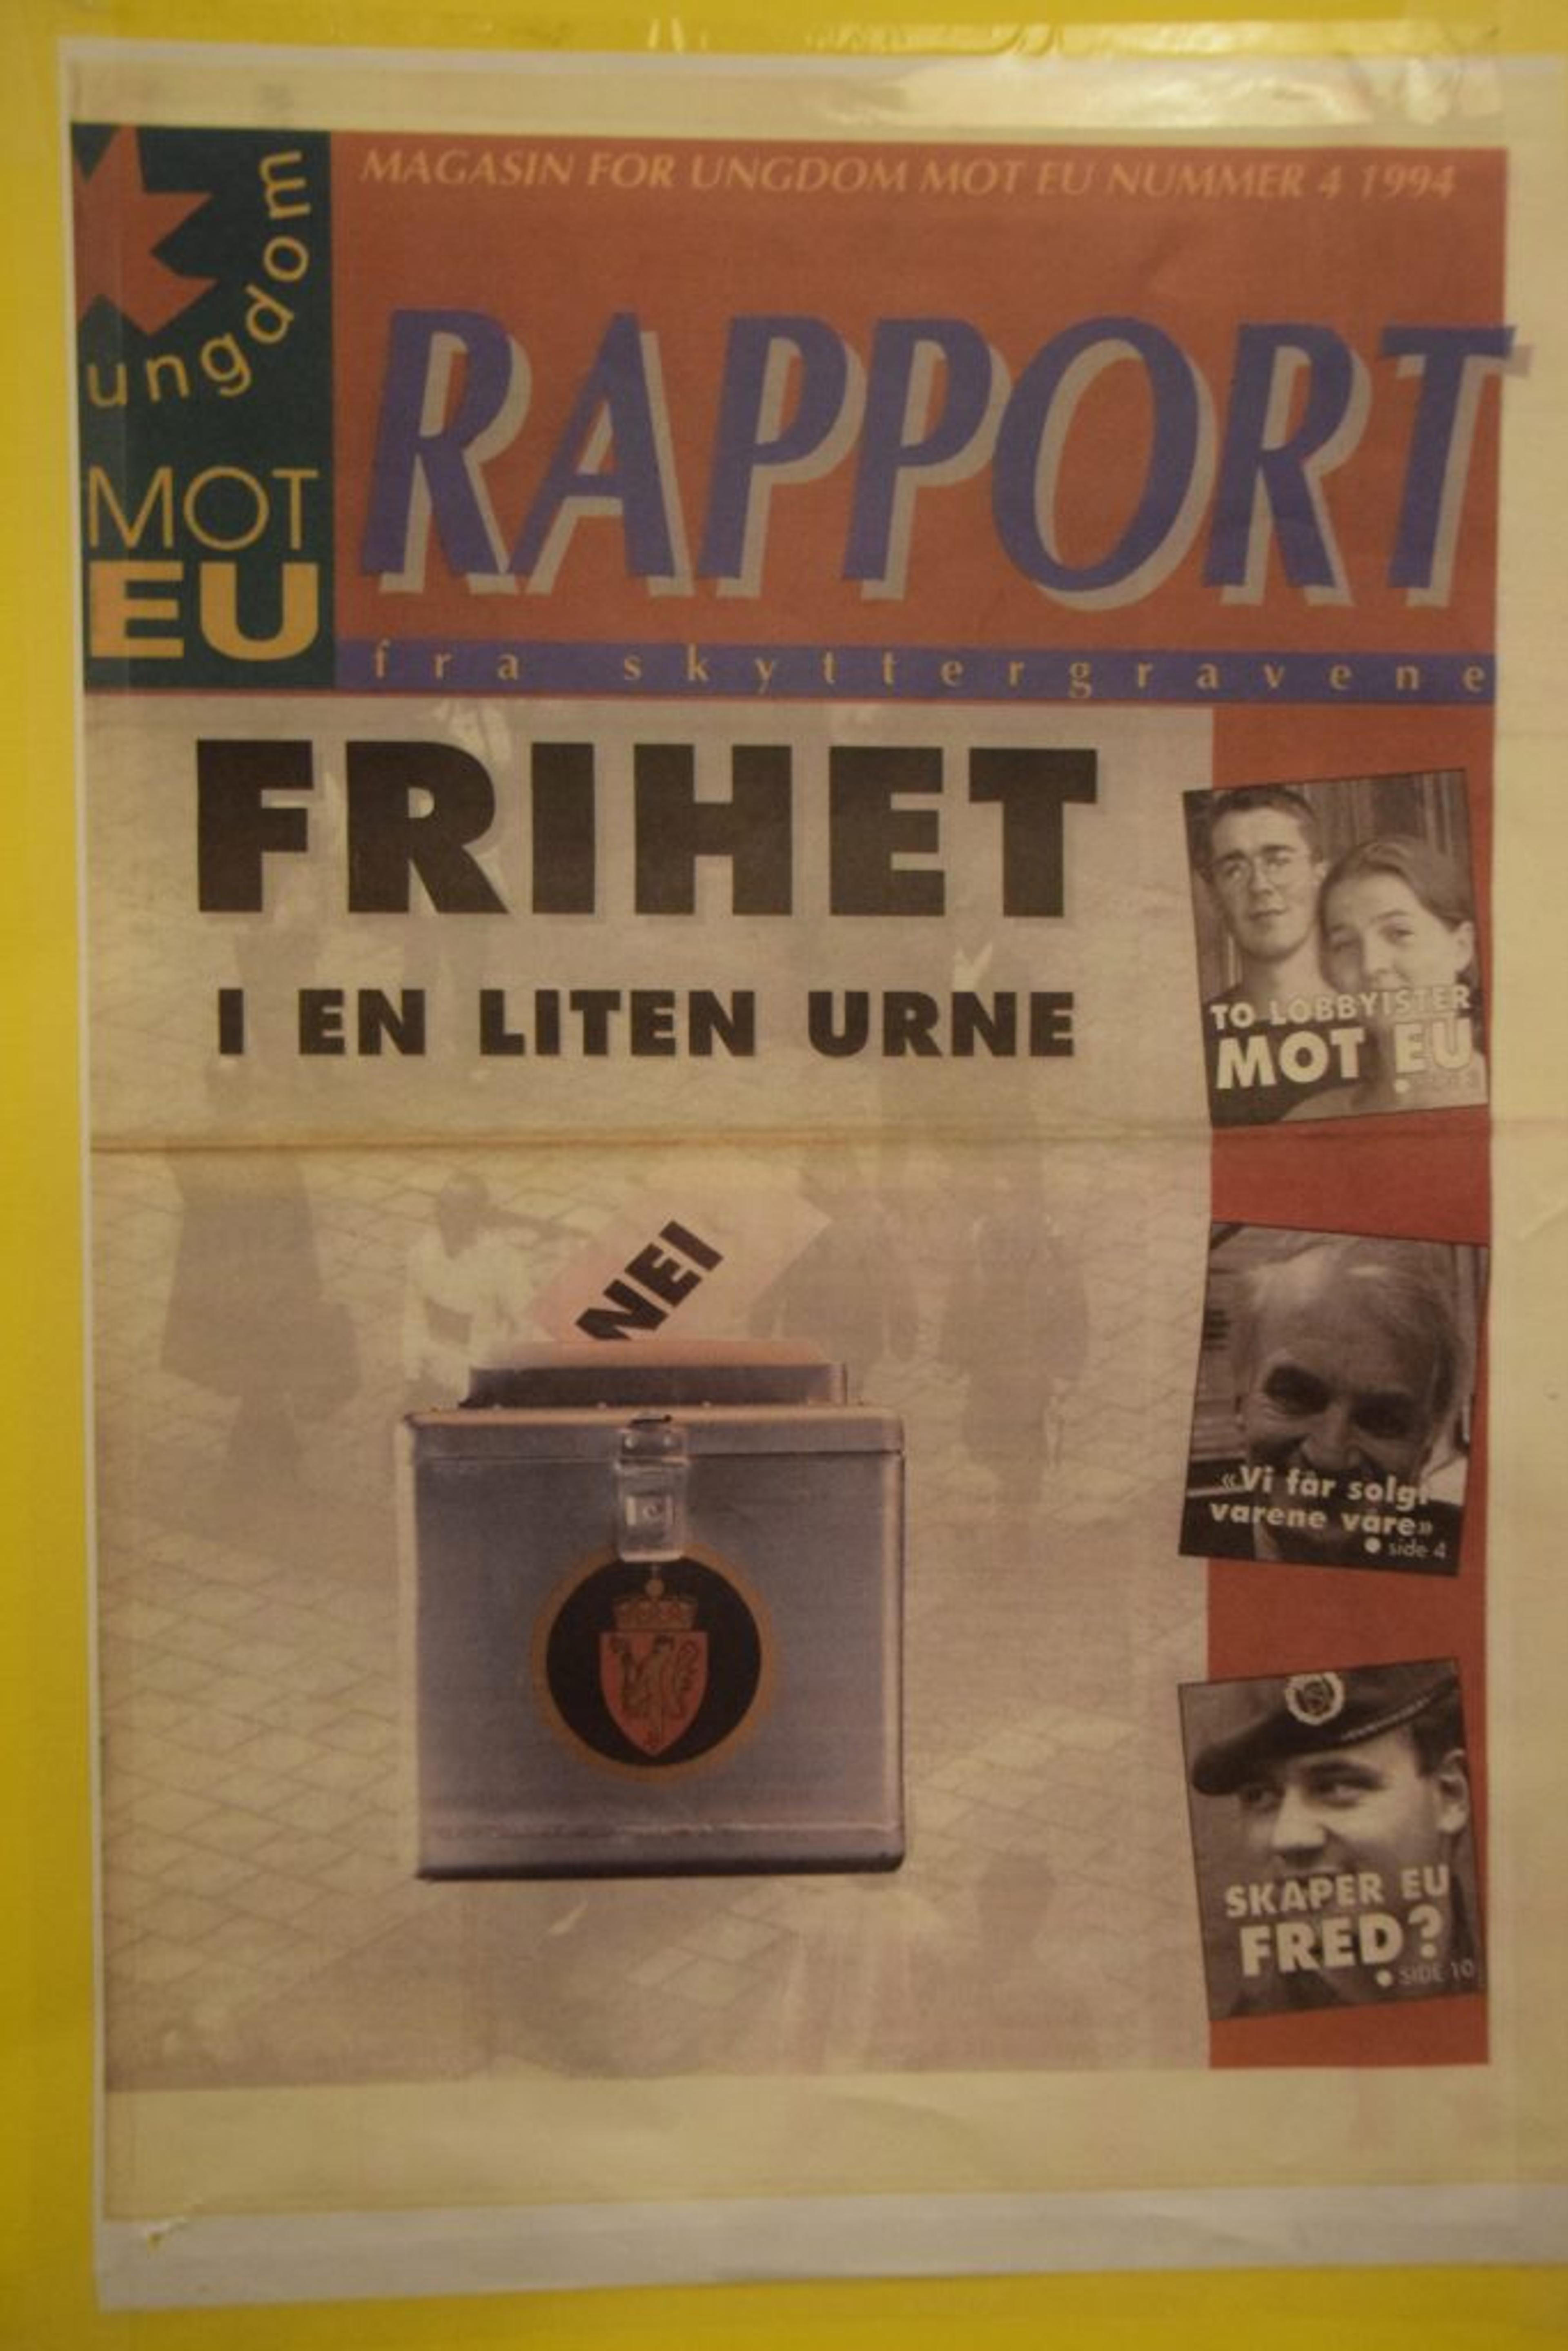 ungdom
MOT
EU
MAGASIN FOR UNGDOM MOT EU NUMMER 4 1994
RAPPORT
fra skyttergravene
FRIHET
I EN LITEN URNE
NEI
TO LOBBYISTER
MOT EU
«Vi får solgt
varene våre»
● side 4
SKAPER EU
FRED?
● SIDE 10